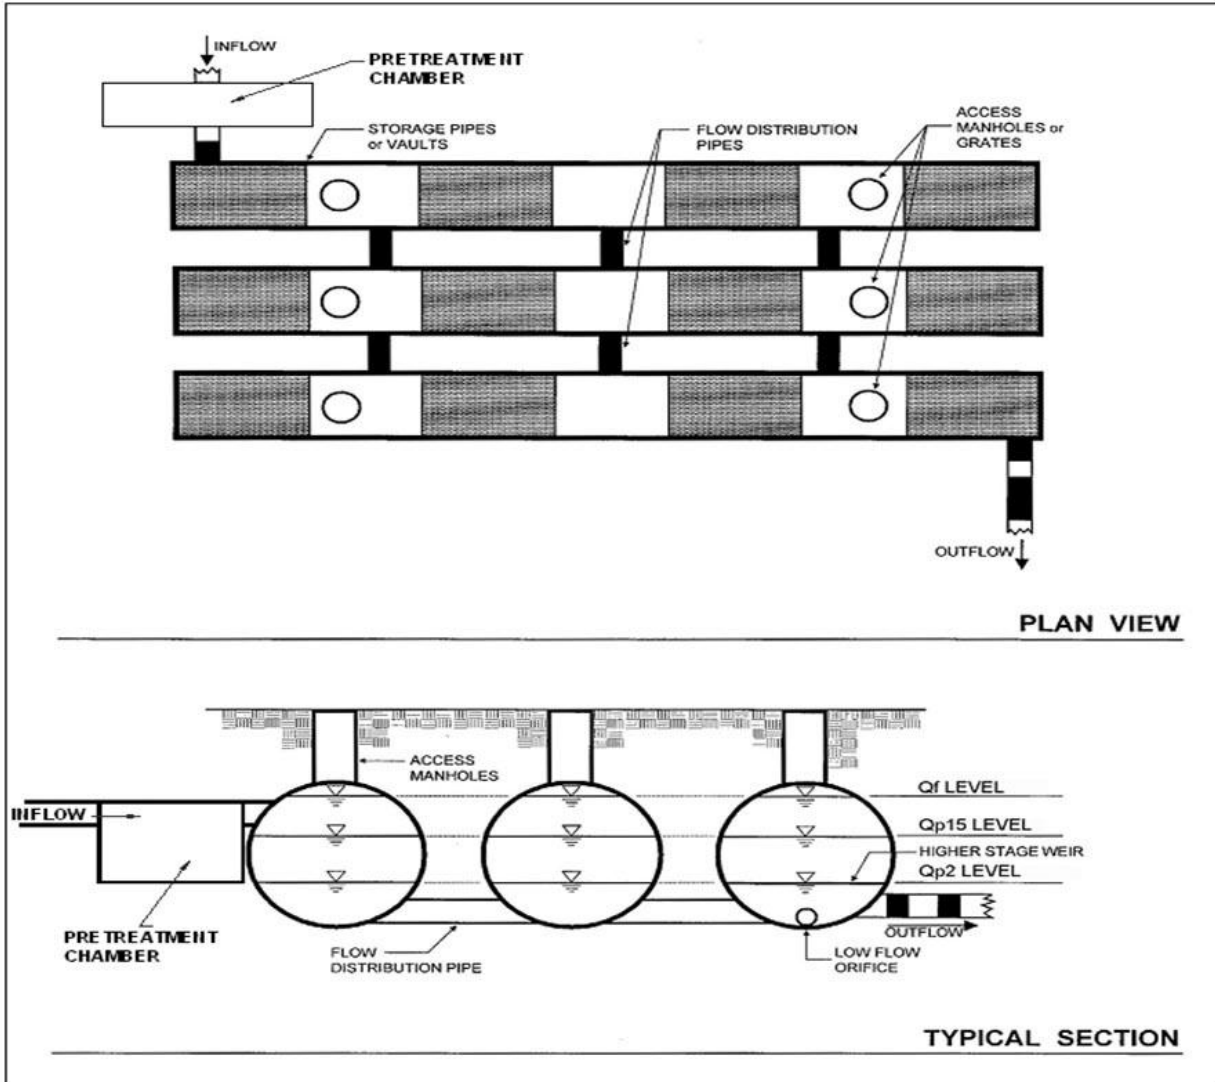 INFLOW
PRETREATMENT
CHAMBER
STORAGE PIPES
or VAULTS
FLOW DISTRIBUTION
PIPES
ACCESS
MANHOLES or
GRATES
OUTFLOW
PLAN VIEW
ACCESS
MANHOLES
Qf LEVEL
Qp15 LEVEL
HIGHER STAGE WEIR
Qp2 LEVEL
INFLOW
OUTFLOW
PRETREATMENT
CHAMBER
FLOW
DISTRIBUTION PIPE
LOW FLOW
ORIFICE
TYPICAL SECTION